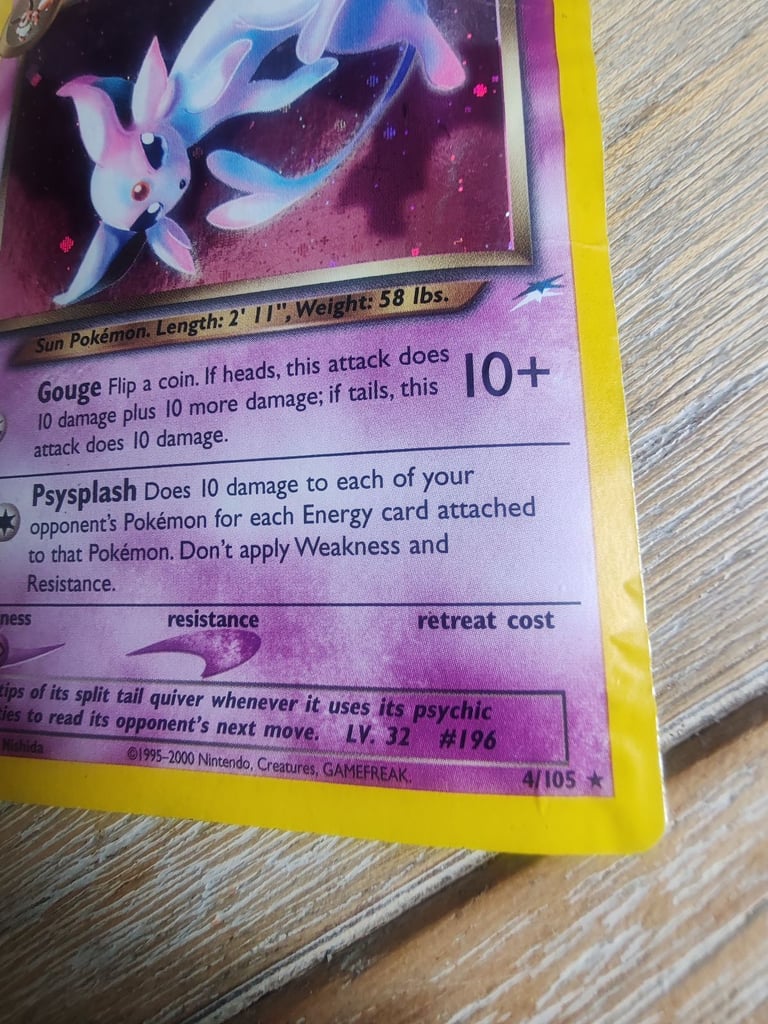 Sun Pokémon. Length: 2' 11", Weight: 58 lbs.
Gouge Flip a coin. If heads, this attack does
10 damage plus 10 more damage; if tails, this
attack does 10 damage.
10+
Psysplash Does 10 damage to each of your
opponent's Pokémon for each Energy card attached
to that Pokémon. Don't apply Weakness and
Resistance.
ness resistance retreat cost
tips of its split tail quiver whenever it uses its psychic
ies to read its opponent's next move. LV. 32 #196
Nishida ©1995-2000 Nintendo, Creatures, GAMEFREAK. 4/105 ★